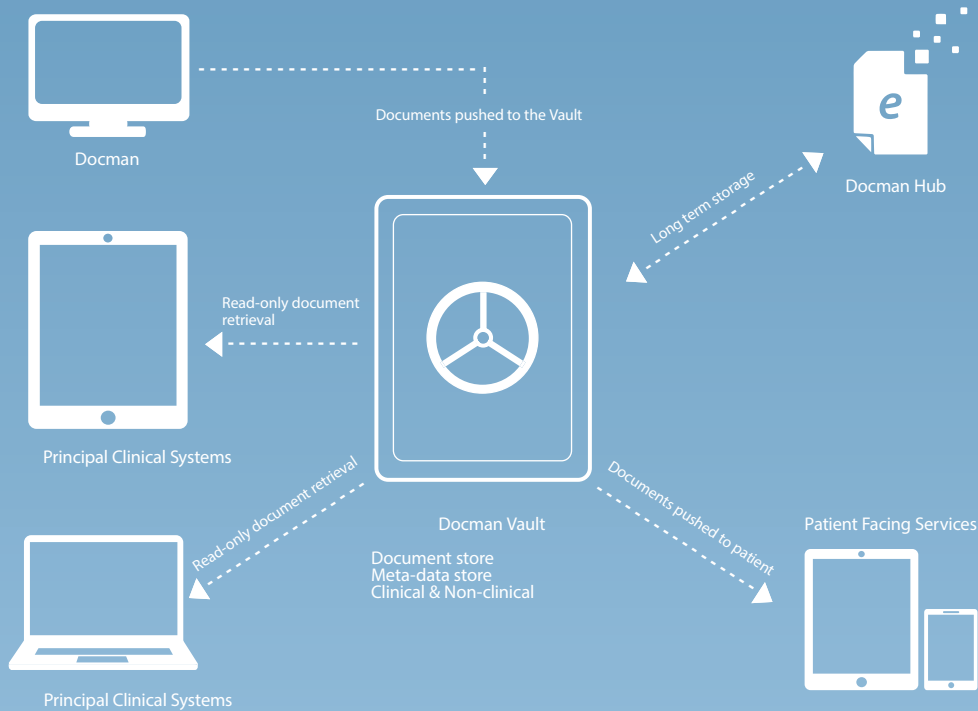 Docman
Documents pushed to the Vault
e
Docman Hub
Long term storage
Read-only document
retrieval
Principal Clinical Systems
Read-only document retrieval
Documents pushed to patient
Docman Vault
Document store
Meta-data store
Clinical & Non-clinical
Patient Facing Services
Principal Clinical Systems